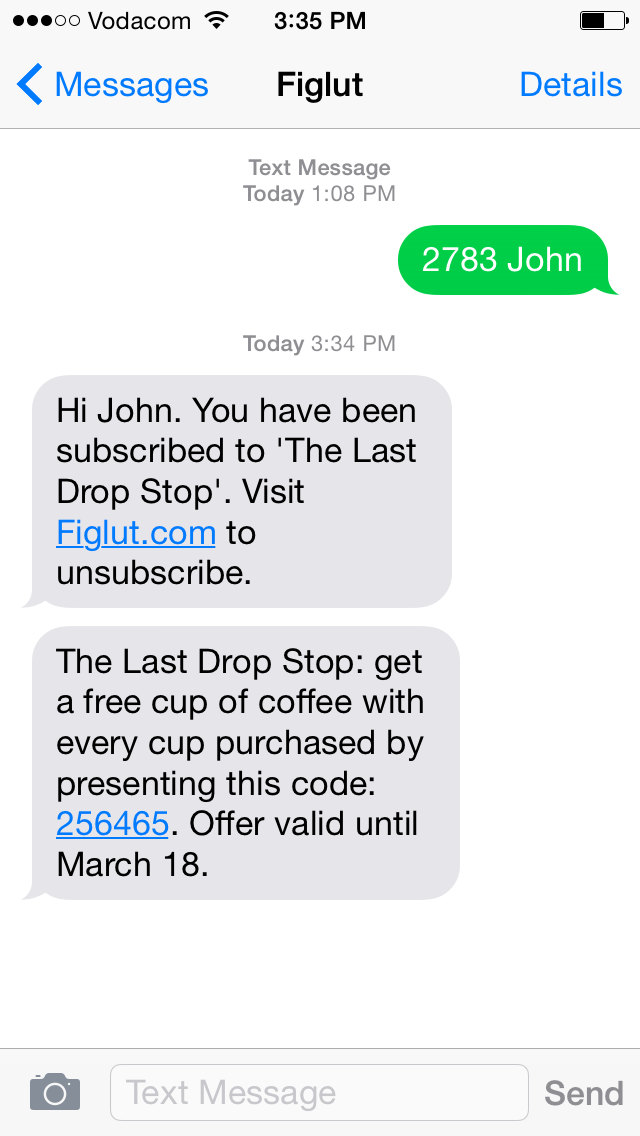 Vodacom 3:35 PM
Messages Figlut Details
Text Message
Today 1:08 PM
2783 John
Today 3:34 PM
Hi John. You have been
subscribed to 'The Last
Drop Stop'. Visit
Figlut.com to
unsubscribe.
The Last Drop Stop: get
a free cup of coffee with
every cup purchased by
presenting this code:
256465. Offer valid until
March 18.
Text Message Send